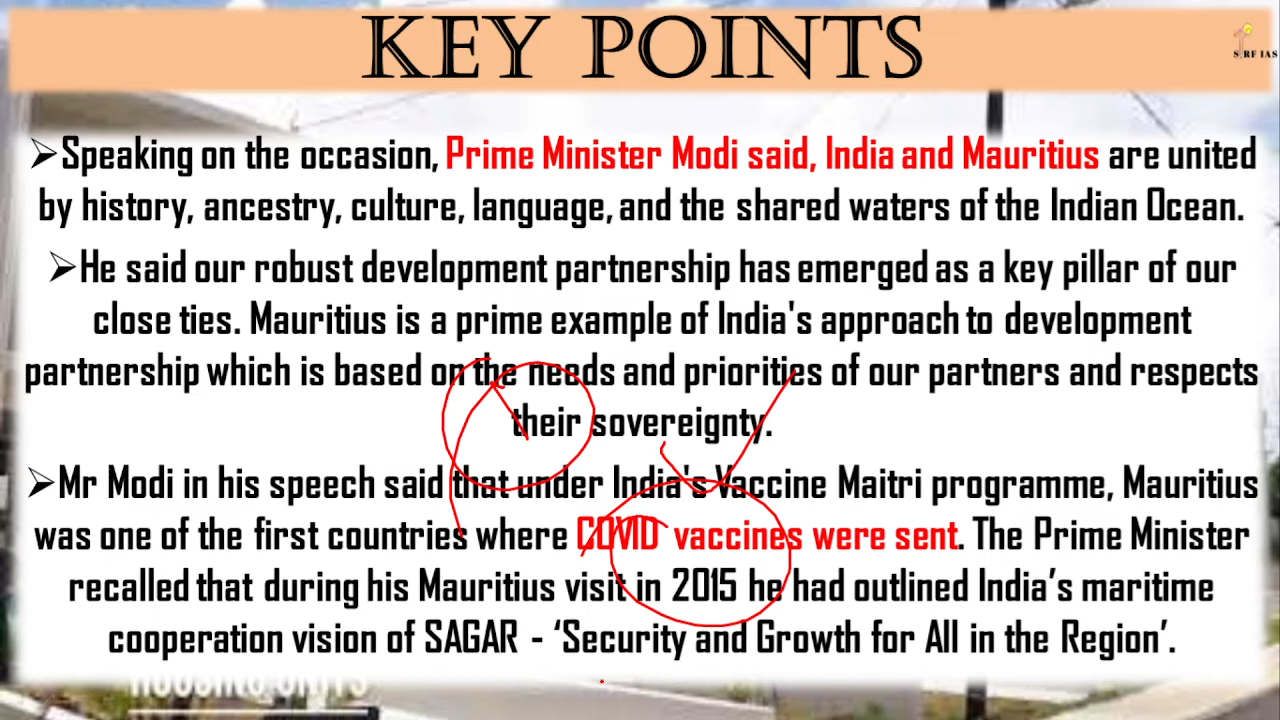 KEY POINTS
S RF IAS
➢Speaking on the occasion, Prime Minister Modi said, India and Mauritius are united
by history, ancestry, culture, language, and the shared waters of the Indian Ocean.
➢He said our robust development partnership has emerged as a key pillar of our
close ties. Mauritius is a prime example of India's approach to development
partnership which is based on the needs and priorities of our partners and respects
their sovereignty.
➢Mr Modi in his speech said that under India's Vaccine Maitri programme, Mauritius
was one of the first countries where COVID vaccines were sent. The Prime Minister
recalled that during his Mauritius visit in 2015 he had outlined India’s maritime
cooperation vision of SAGAR - ‘Security and Growth for All in the Region’.